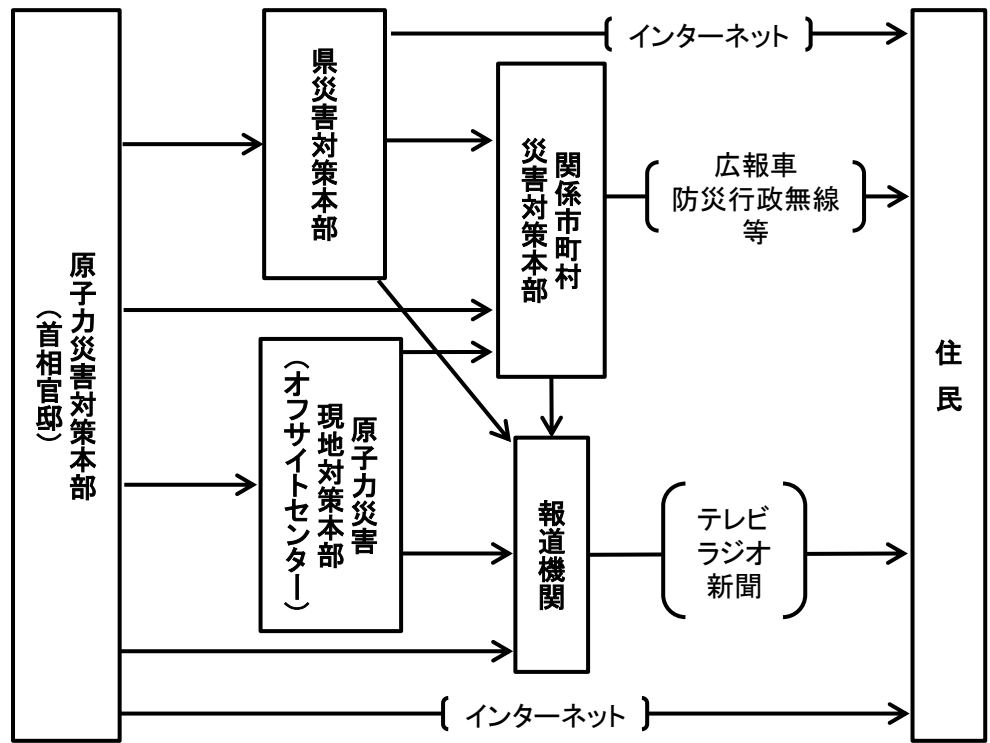 原子力災害対策本部
（首相官邸）
県災害対策本部
インターネット
関係市町村
災害対策本部
広報車
防災行政無線
等
原子力災害
現地対策本部
（オフサイトセンター）
報道機関
テレビ
ラジオ
新聞
インターネット
住民